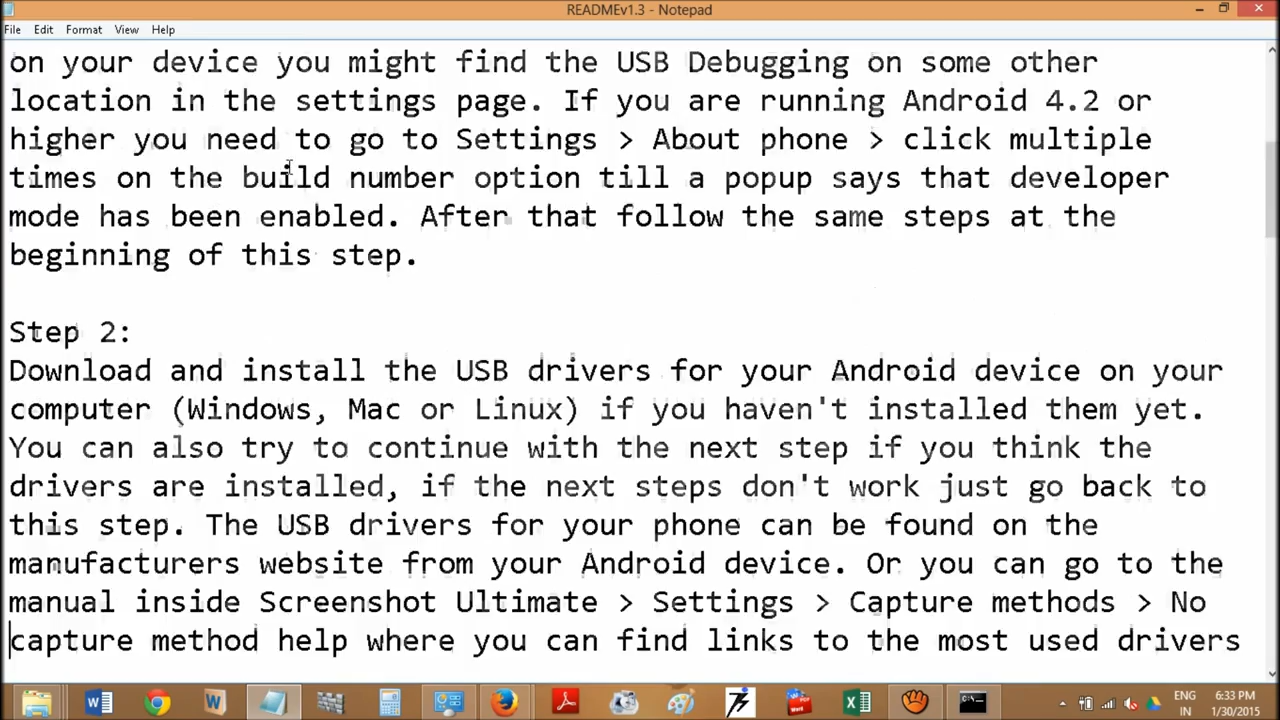 READMEv1.3 - Notepad
File Edit Format View Help
on your device you might find the USB Debugging on some other
location in the settings page. If you are running Android 4.2 or
higher you need to go to Settings > About phone > click multiple
times on the build number option till a popup says that developer
mode has been enabled. After that follow the same steps at the
beginning of this step.
Step 2:
Download and install the USB drivers for your Android device on your
computer (Windows, Mac or Linux) if you haven't installed them yet.
You can also try to continue with the next step if you think the
drivers are installed, if the next steps don't work just go back to
this step. The USB drivers for your phone can be found on the
manufacturers website from your Android device. Or you can go to the
manual inside Screenshot Ultimate > Settings > Capture methods > No
capture method help where you can find links to the most used drivers
ENG 6:33 PM
IN 1/30/2015